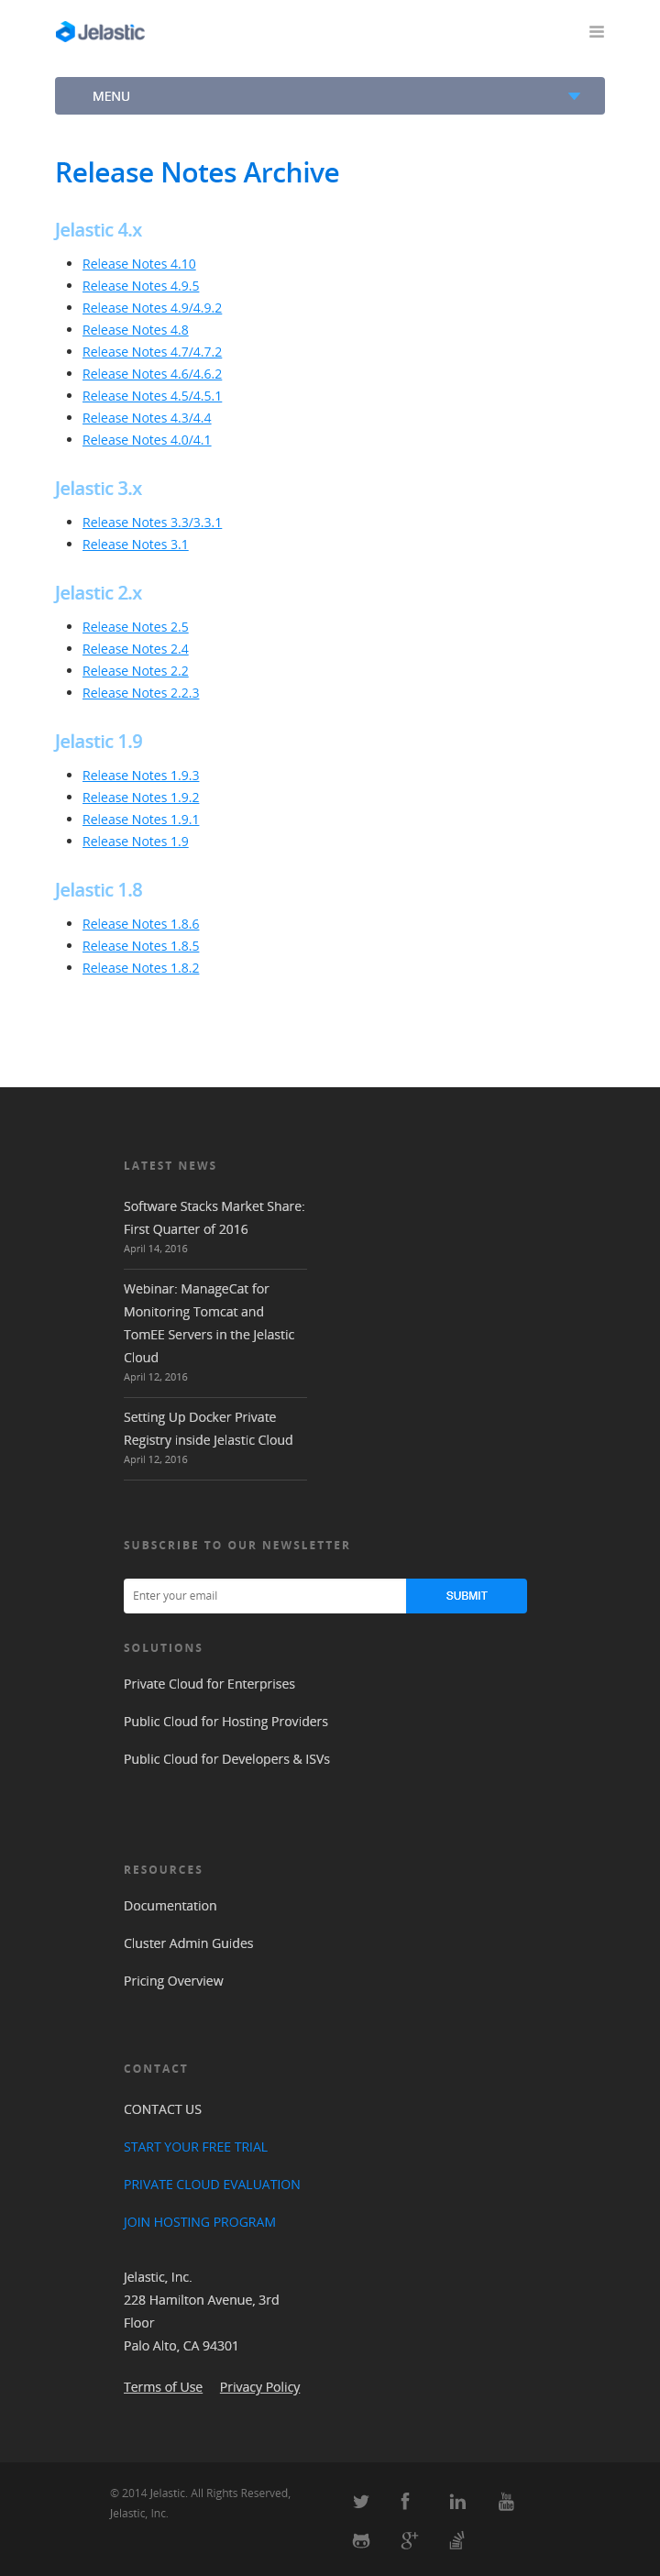 Jelastic
MENU
Release Notes Archive
Jelastic 4.x
Release Notes 4.10
Release Notes 4.9.5
Release Notes 4.9/4.9.2
Release Notes 4.8
Release Notes 4.7/4.7.2
Release Notes 4.6/4.6.2
Release Notes 4.5/4.5.1
Release Notes 4.3/4.4
Release Notes 4.0/4.1
Jelastic 3.x
Release Notes 3.3/3.3.1
Release Notes 3.1
Jelastic 2.x
Release Notes 2.5
Release Notes 2.4
Release Notes 2.2
Release Notes 2.2.3
Jelastic 1.9
Release Notes 1.9.3
Release Notes 1.9.2
Release Notes 1.9.1
Release Notes 1.9
Jelastic 1.8
Release Notes 1.8.6
Release Notes 1.8.5
Release Notes 1.8.2
LATEST NEWS
Software Stacks Market Share:
First Quarter of 2016
April 14, 2016
Webinar: ManageCat for
Monitoring Tomcat and
TomEE Servers in the Jelastic
Cloud
April 12, 2016
Setting Up Docker Private
Registry inside Jelastic Cloud
April 12, 2016
SUBSCRIBE TO OUR NEWSLETTER
Enter your email SUBMIT
SOLUTIONS
Private Cloud for Enterprises
Public Cloud for Hosting Providers
Public Cloud for Developers & ISVs
RESOURCES
Documentation
Cluster Admin Guides
Pricing Overview
CONTACT
CONTACT US
START YOUR FREE TRIAL
PRIVATE CLOUD EVALUATION
JOIN HOSTING PROGRAM
Jelastic, Inc.
228 Hamilton Avenue, 3rd
Floor
Palo Alto, CA 94301
Terms of Use Privacy Policy
© 2014 Jelastic. All Rights Reserved,
Jelastic, Inc.
You Tube